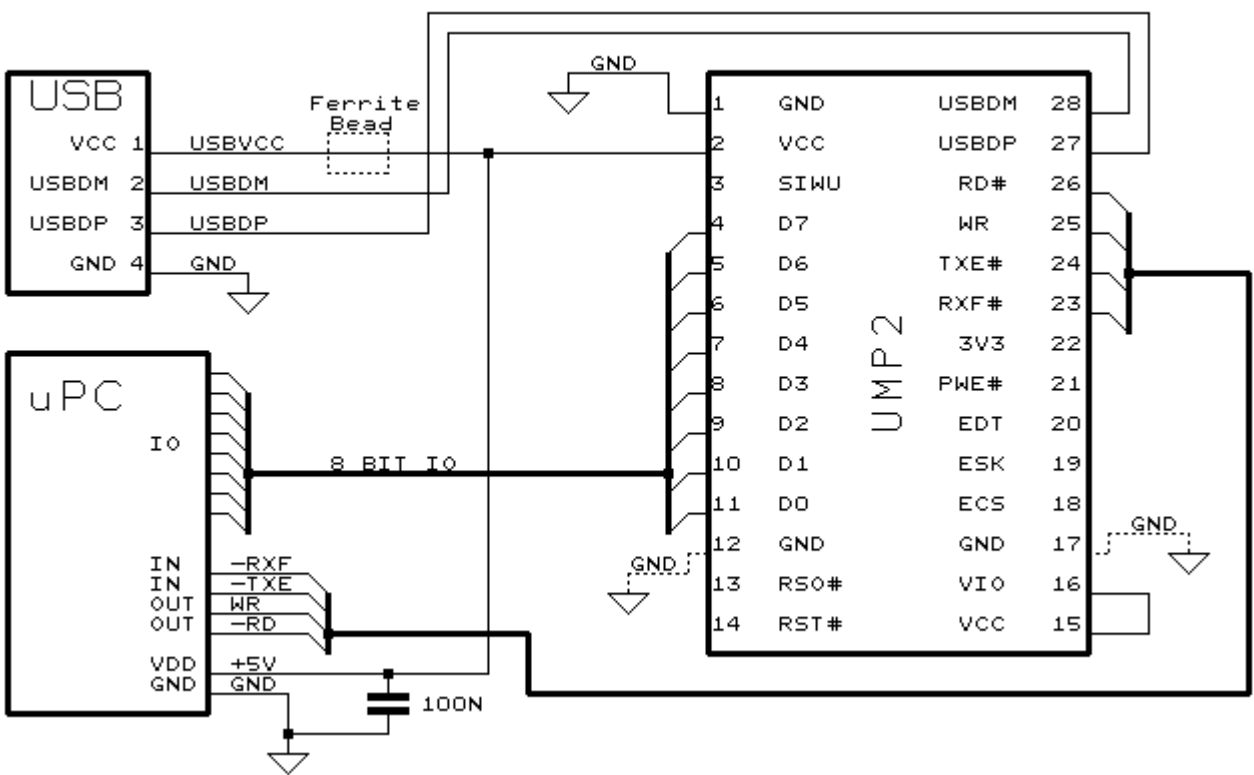 USB
VCC 1 USBVCC
USBDM 2 USBDM
USBDP 3 USBDP
GND 4 GND
Ferrite
Bead
GND
uPC
IO
8 BIT IO
IN -RXF
IN -TXE
OUT WR
OUT -RD
VDD +5V
GND GND
100N
UMP2
1 GND USBDM 28
2 VCC USBDP 27
3 SIWU RD# 26
4 D7 WR 25
5 D6 TXE# 24
6 D5 RXF# 23
7 D4 3V3 22
8 D3 PWE# 21
9 D2 EDT 20
10 D1 ESK 19
11 D0 ECS 18
GND 12 GND GND 17 GND
13 RSO# VIO 16
14 RST# VCC 15